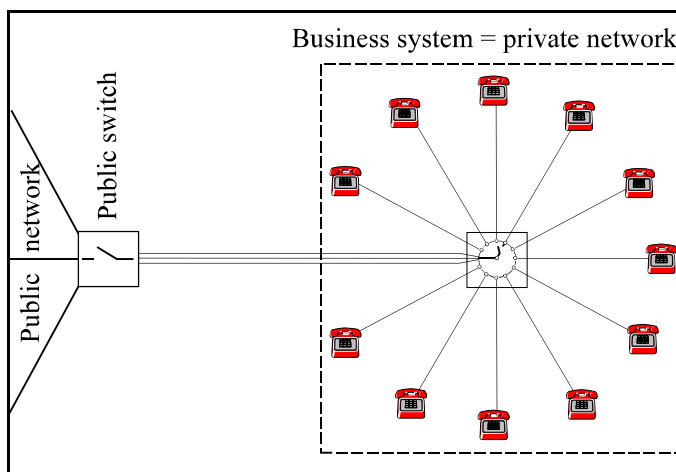 Business system = private network
Public switch
Public network